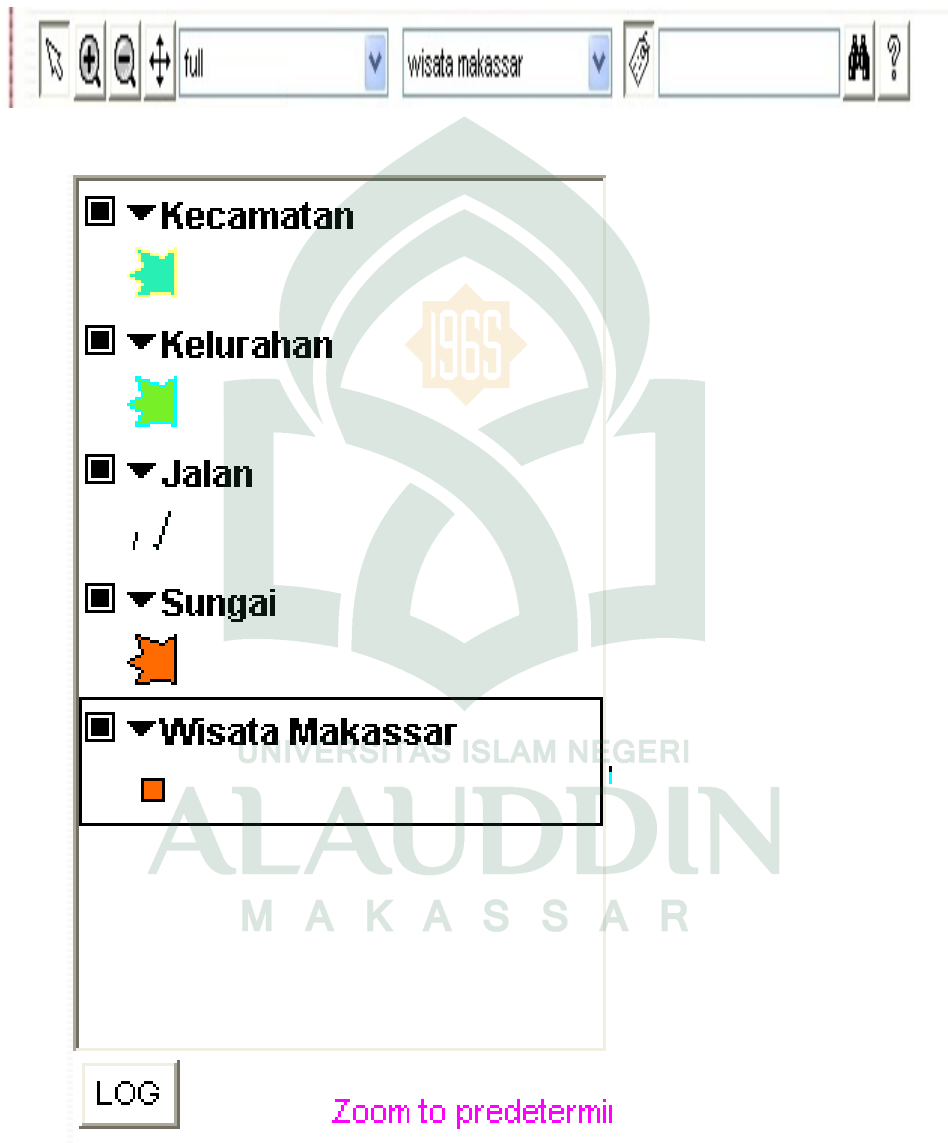 full wisata makassar ?
Kecamatan
1965
Kelurahan
Jalan
Sungai
Wisata Makassar
UNIVERSITAS ISLAM NEGERI
ALAUDDIN
MAKASSAR
LOG
Zoom to predetermi